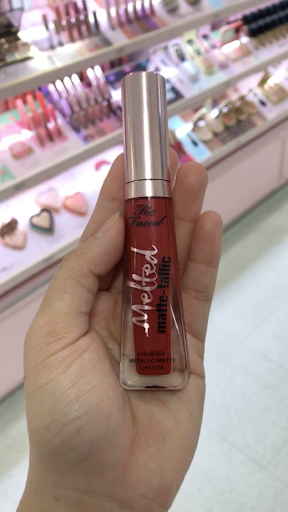 Too
Faced
Melted
matte-tallic
LIQUIFIED
METALLIC MATTE
LIPSTICK